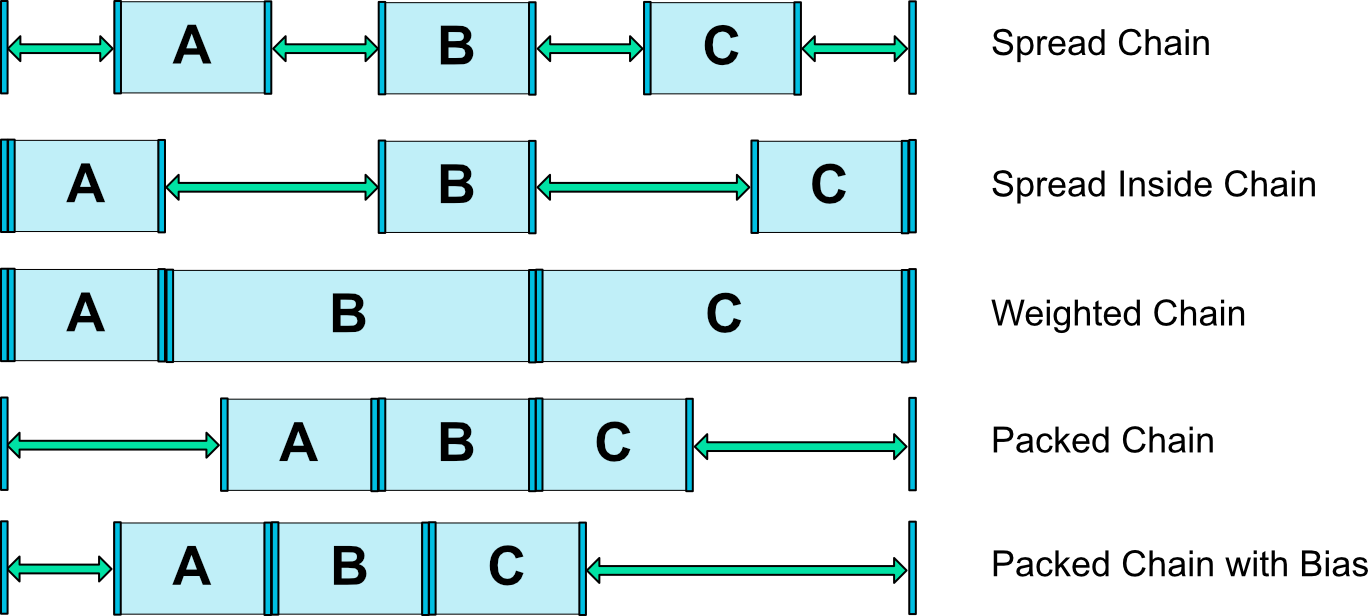 A B C Spread Chain
A B C Spread Inside Chain
A B C Weighted Chain
A B C Packed Chain
A B C Packed Chain with Bias